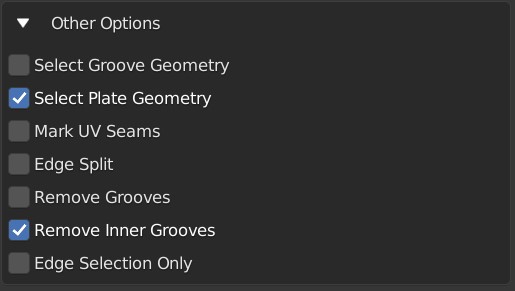 Other Options
Select Groove Geometry
Select Plate Geometry
Mark UV Seams
Edge Split
Remove Grooves
Remove Inner Grooves
Edge Selection Only